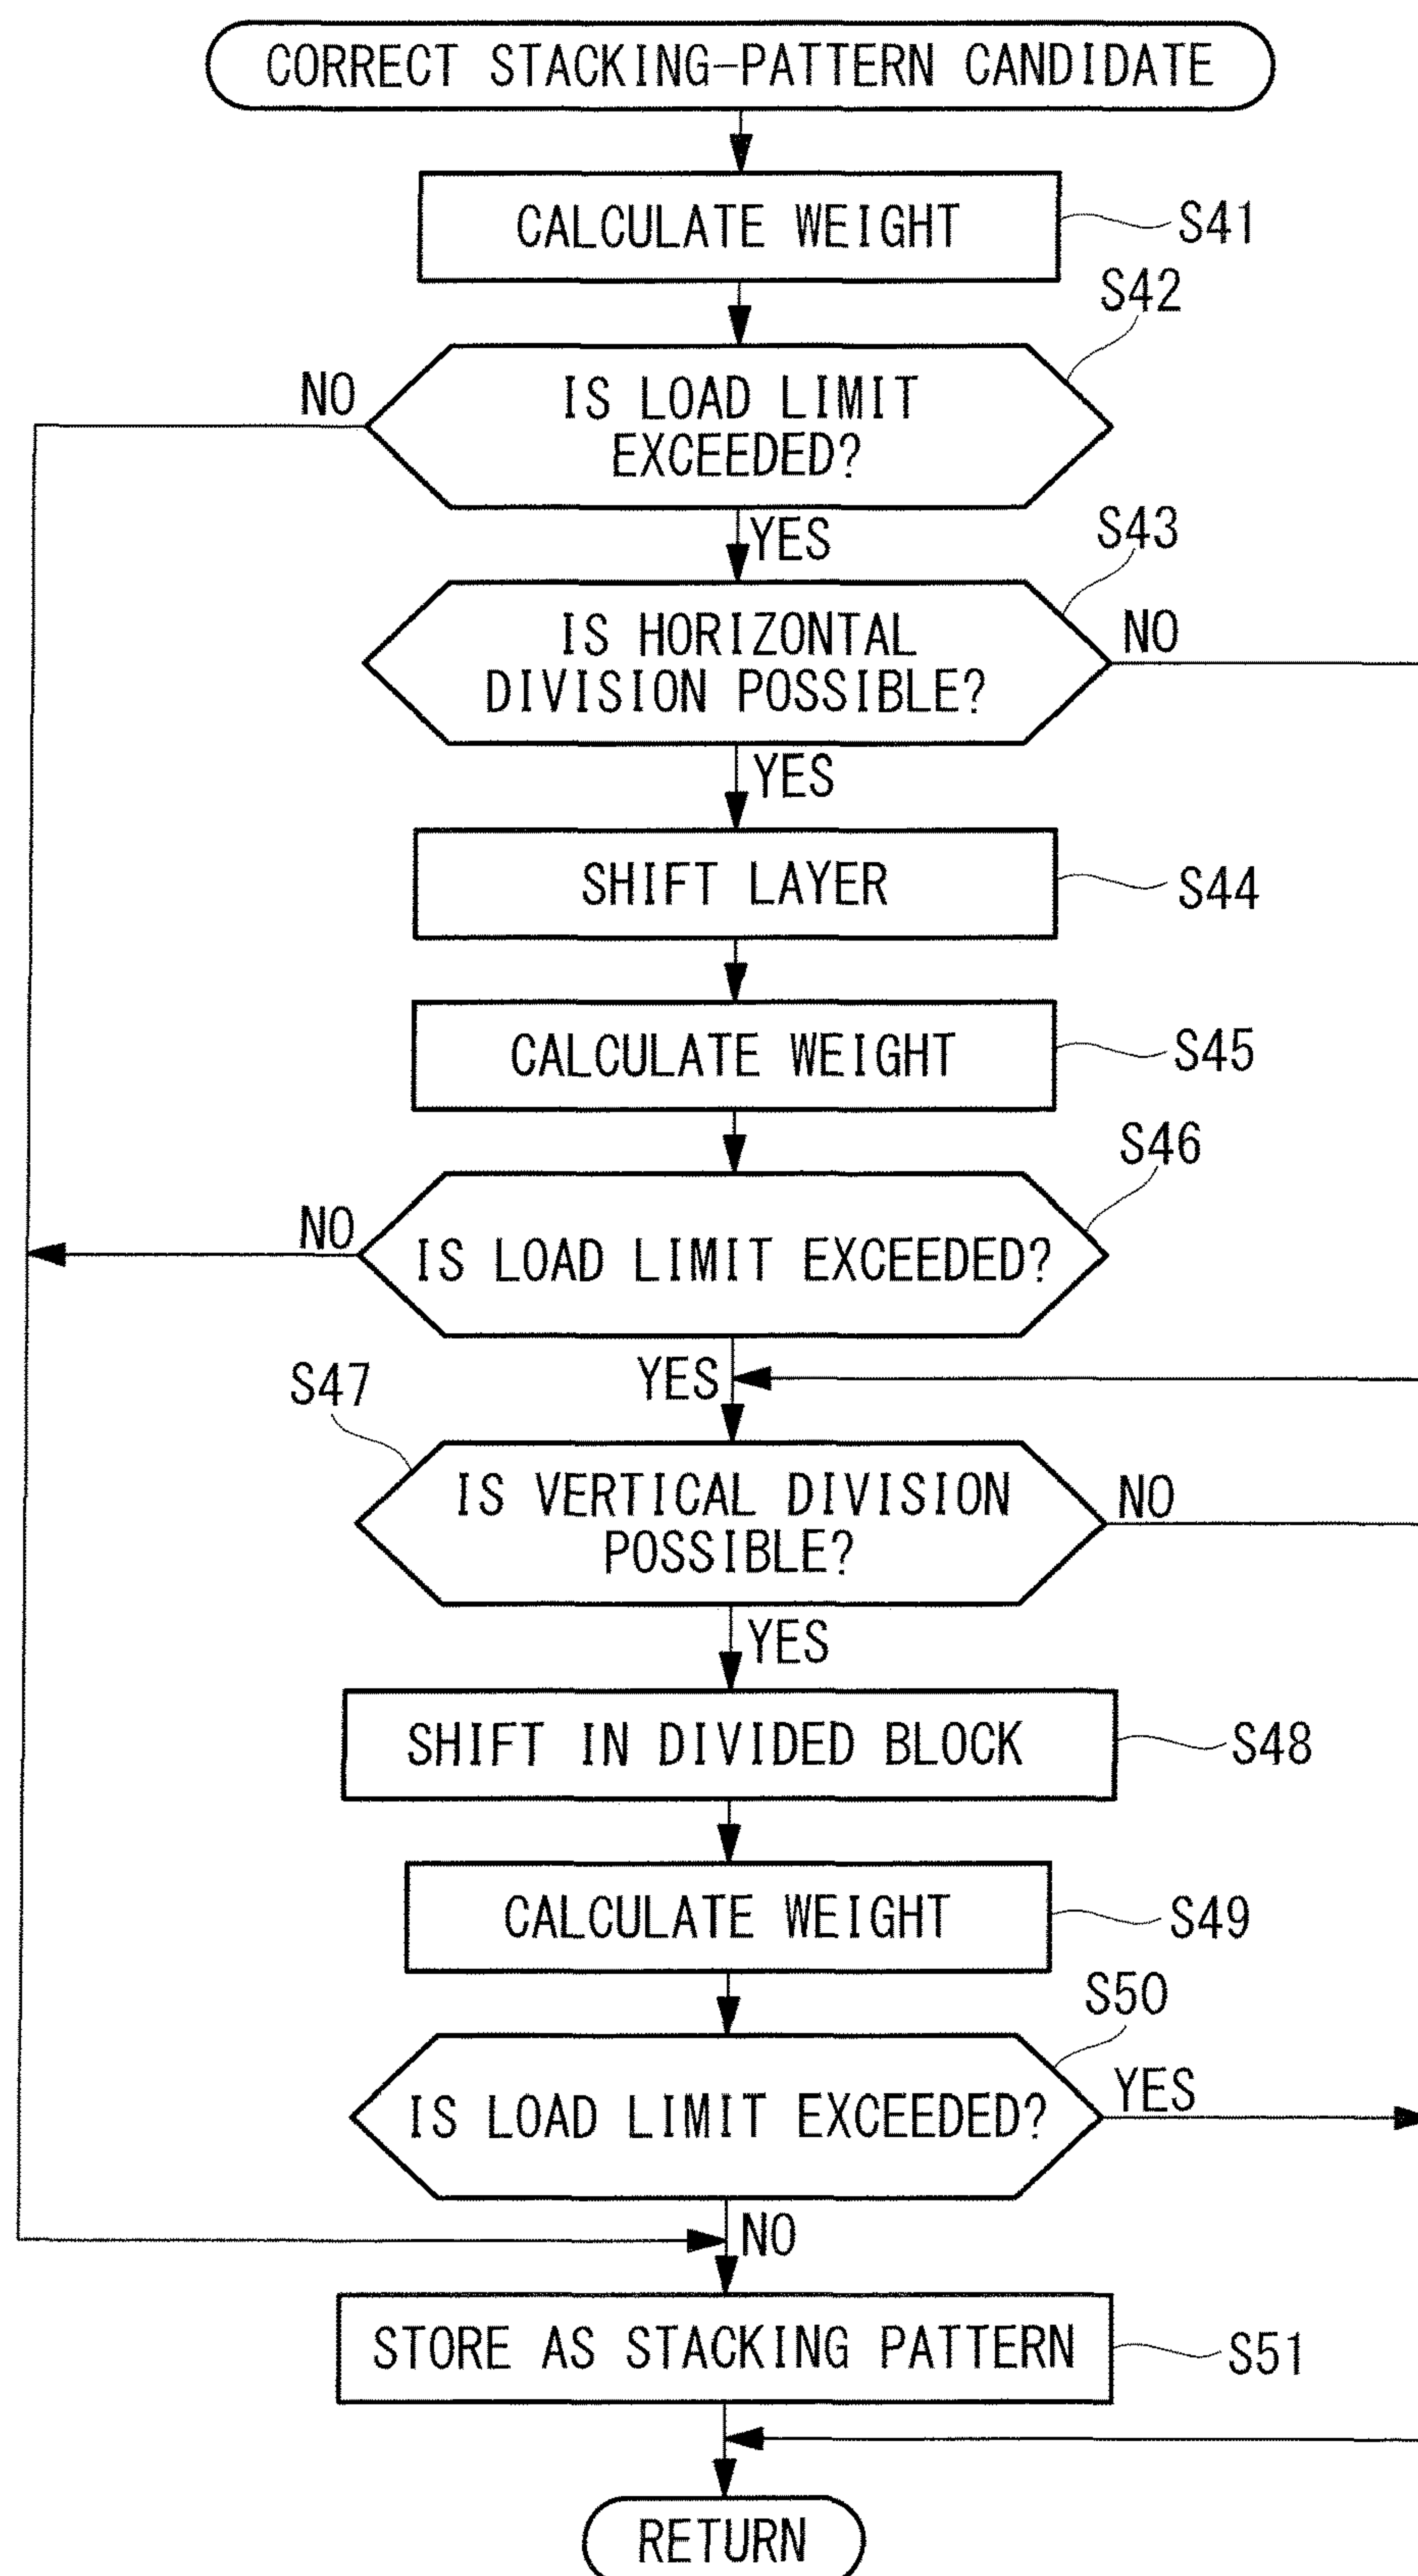 CORRECT STACKING-PATTERN CANDIDATE
CALCULATE WEIGHT
S41
S42
NO
IS LOAD LIMIT
EXCEEDED?
YES
S43
IS HORIZONTAL
DIVISION POSSIBLE?
NO
YES
SHIFT LAYER
S44
CALCULATE WEIGHT
S45
S46
NO
IS LOAD LIMIT EXCEEDED?
YES
S47
IS VERTICAL DIVISION
POSSIBLE?
NO
YES
SHIFT IN DIVIDED BLOCK
S48
CALCULATE WEIGHT
S49
S50
IS LOAD LIMIT EXCEEDED?
YES
NO
STORE AS STACKING PATTERN
S51
RETURN